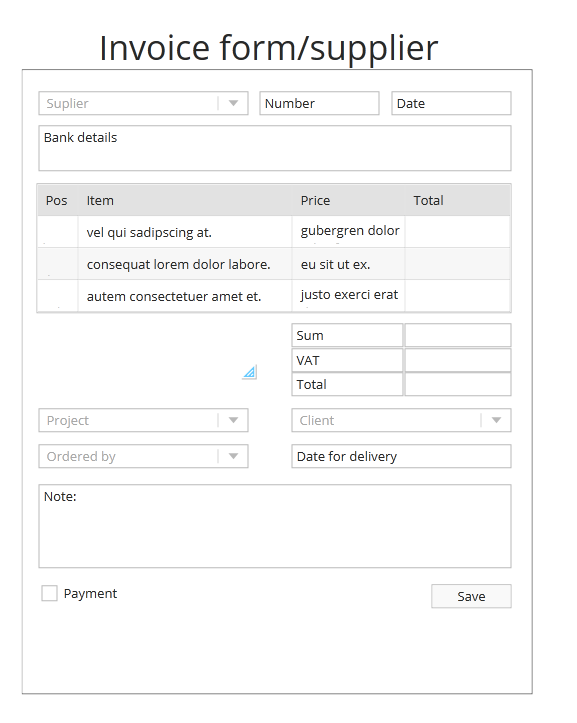 Invoice form/supplier
Suplier Number Date
Bank details
Pos Item Price Total
vel qui sadipscing at. gubergren dolor
consequat lorem dolor labore. eu sit ut ex.
autem consectetuer amet et. justo exerci erat
Sum
VAT
Total
Project Client
Ordered by Date for delivery
Note:
Payment Save